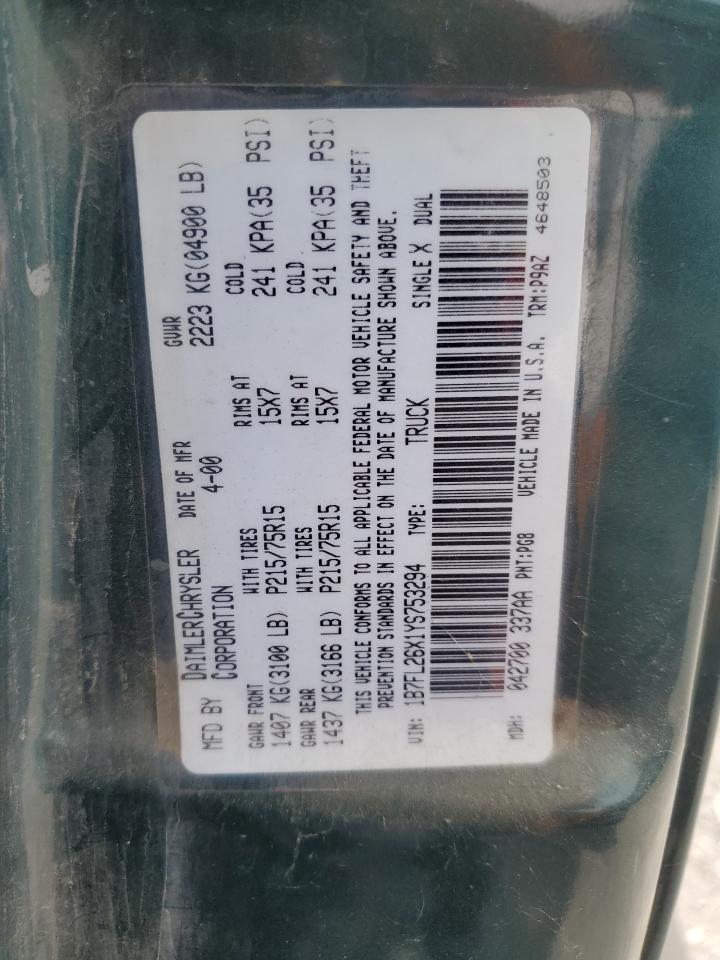 MFD BY DAIMLERCHRYSLER CORPORATION DATE OF MFR 4-00 GVWR 2223 KG(04900 LB)
GAWR FRONT WITH TIRES RIMS AT COLD
1407 KG(3100 LB) P215/75R15 15X7 241 KPA(35 PSI)
GAWR REAR WITH TIRES RIMS AT COLD
1437 KG(3166 LB) P215/75R15 15X7 241 KPA(35 PSI)
THIS VEHICLE CONFORMS TO ALL APPLICABLE FEDERAL MOTOR VEHICLE SAFETY AND THEFT
PREVENTION STANDARDS IN EFFECT ON THE DATE OF MANUFACTURE SHOWN ABOVE.
VIN: 1B7FL26X1YS753294 TYPE: TRUCK SINGLE X DUAL
MDH: 042700 337AA PNT:PG8 VEHICLE MADE IN U.S.A. TRM:P9AZ 4648503